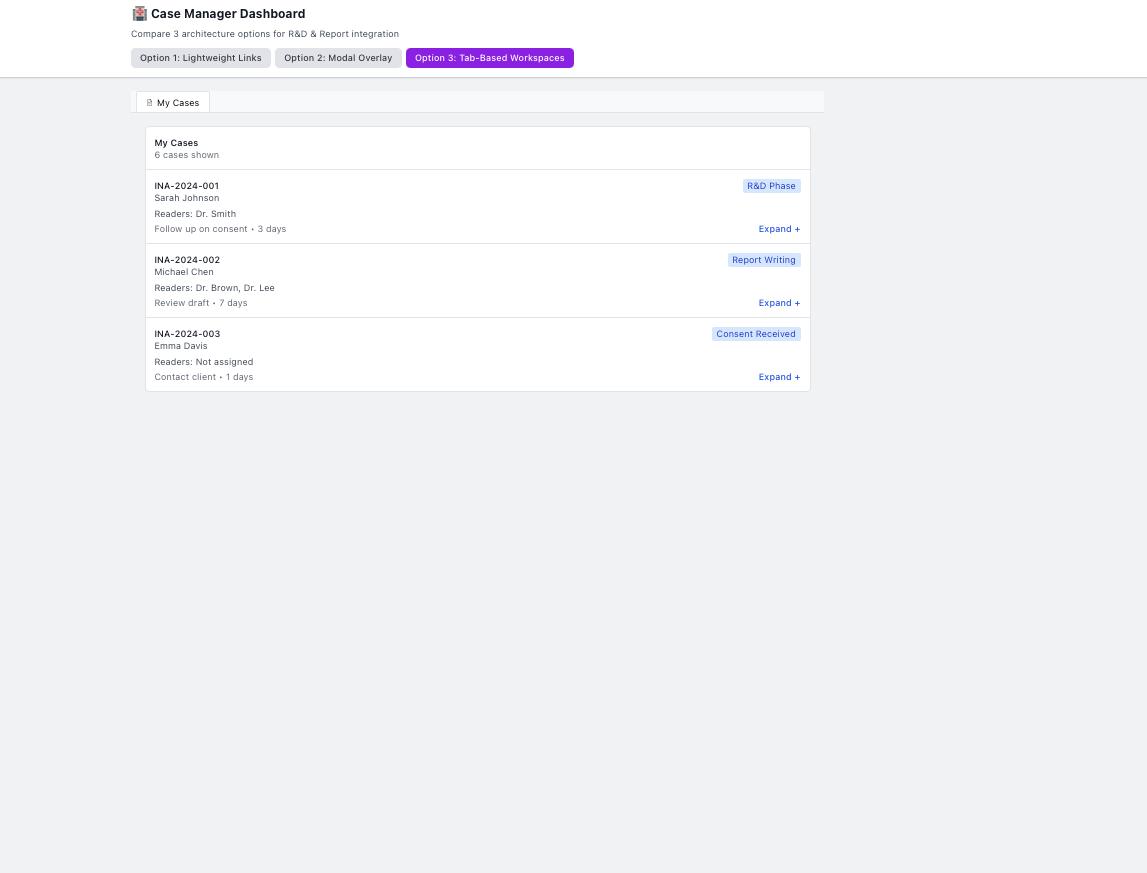 Case Manager Dashboard
Compare 3 architecture options for R&D & Report integration
Option 1: Lightweight Links
Option 2: Modal Overlay
Option 3: Tab-Based Workspaces
My Cases
My Cases
6 cases shown
INA-2024-001
R&D Phase
Sarah Johnson
Readers: Dr. Smith
Follow up on consent • 3 days
Expand +
INA-2024-002
Report Writing
Michael Chen
Readers: Dr. Brown, Dr. Lee
Review draft • 7 days
Expand +
INA-2024-003
Consent Received
Emma Davis
Readers: Not assigned
Contact client • 1 days
Expand +